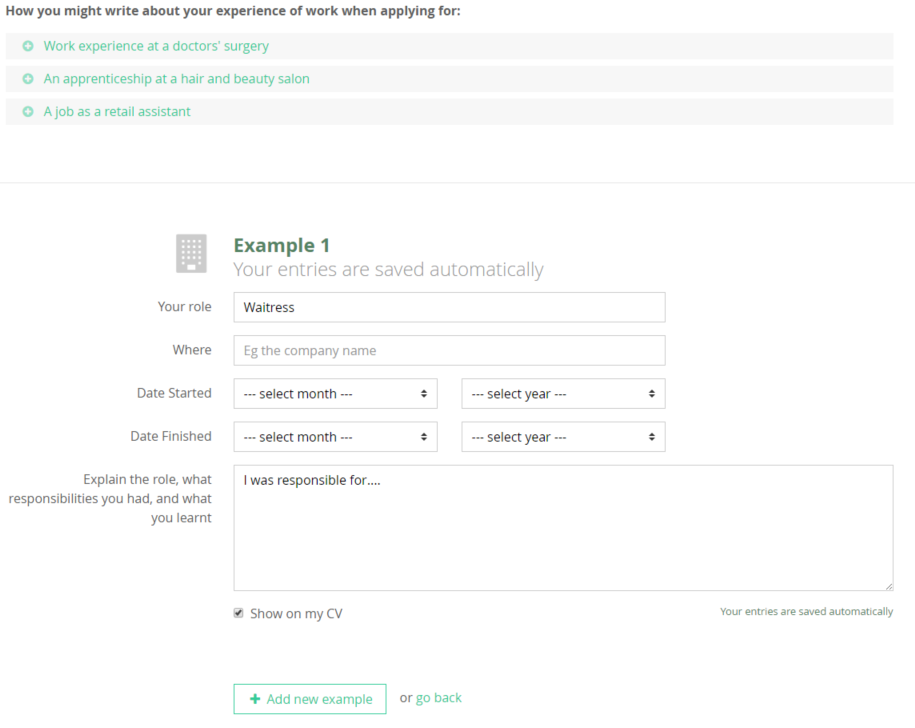 How you might write about your experience of work when applying for:
Work experience at a doctors' surgery
An apprenticeship at a hair and beauty salon
A job as a retail assistant
Example 1
Your entries are saved automatically
Your role
Waitress
Where
Eg the company name
Date Started
--- select month ---
--- select year ---
Date Finished
--- select month ---
--- select year ---
Explain the role, what
responsibilities you had, and what
you learnt
I was responsible for....
Show on my CV
Your entries are saved automatically
Add new example
or go back